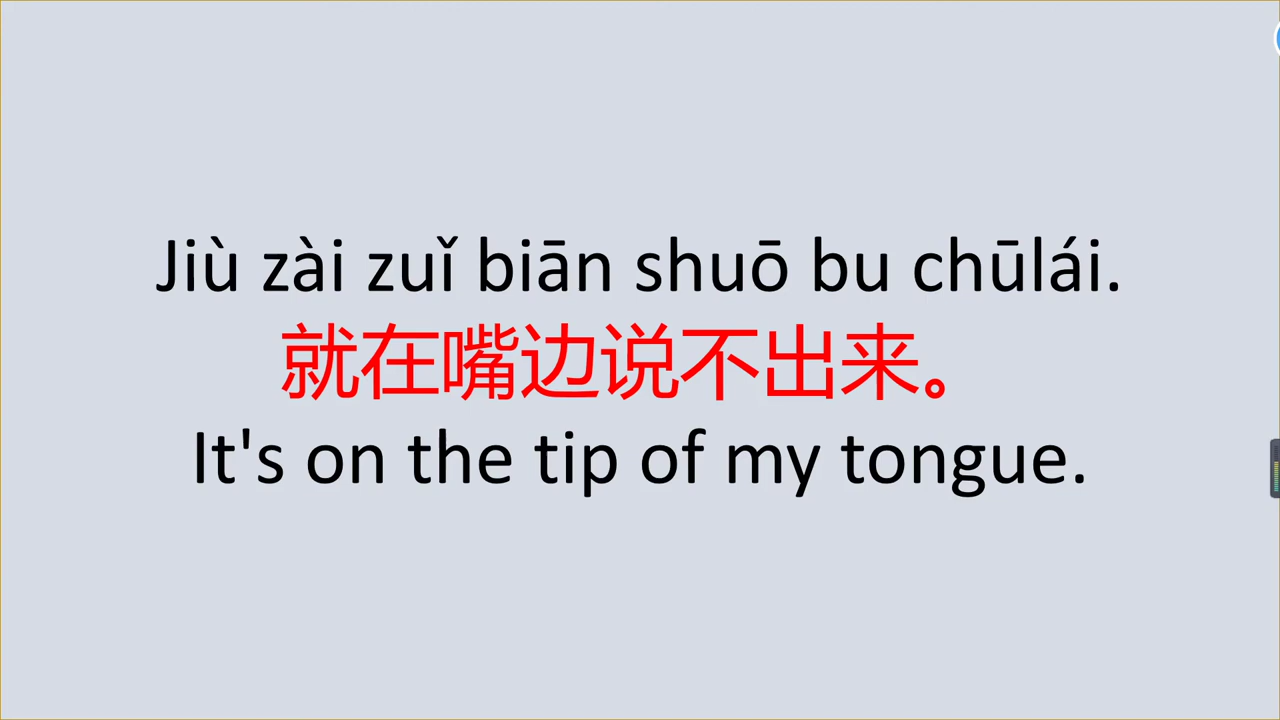 Jiù zài zuǐ biān shuō bu chūlái.
就在嘴边说不出来。
It's on the tip of my tongue.